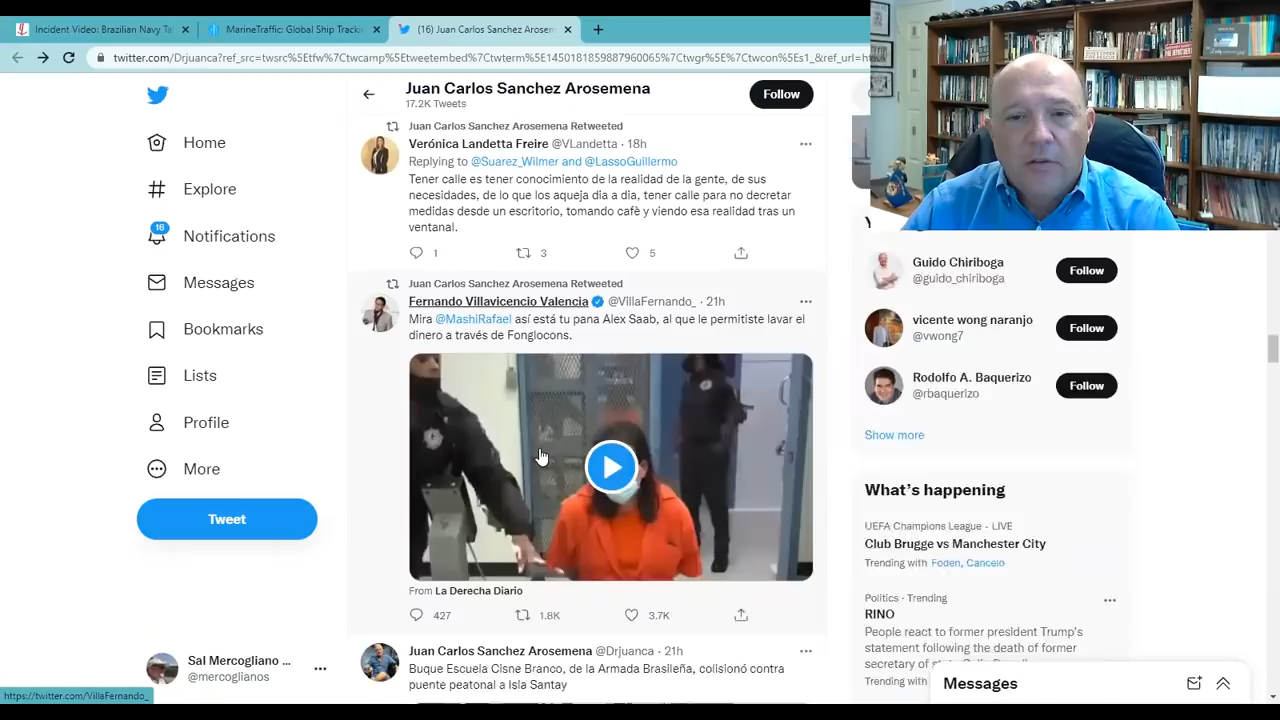 Incident Video: Brazilian Navy Ta
MarineTraffic: Global Ship Tracki
(16) Juan Carlos Sanchez Arosem
twitter.com/Drjuanca?ref_src=twsrc%5Etfw%7Ctwcamp%5Etweetembed%7Ctwterm%5E1450181859887960065%7Ctwgr%5E%7Ctwcon%5Es1_&ref_url=htt
Juan Carlos Sanchez Arosemena
17.2K Tweets
Follow
Home
Explore
16
Notifications
Messages
Bookmarks
Lists
Profile
More
Tweet
Sal Mercogliano ...
@mercoglianos
https://twitter.com/VillaFernando_
Juan Carlos Sanchez Arosemena Retweeted
Verónica Landetta Freire @VLandetta · 18h
Replying to @Suarez_Wilmer and @LassoGuillermo
Tener calle es tener conocimiento de la realidad de la gente, de sus
necesidades, de lo que los aqueja dia a dia, tener calle para no decretar
medidas desde un escritorio, tomando cafè y viendo esa realidad tras un
ventanal.
1 3 5
Juan Carlos Sanchez Arosemena Retweeted
Fernando Villavicencio Valencia @VillaFernando_ · 21h
Mira @MashiRafael así está tu pana Alex Saab, al que le permitiste lavar el
dinero a través de Fonglocons.
From La Derecha Diario
427 1.8K 3.7K
Juan Carlos Sanchez Arosemena @Drjuanca · 21h
Buque Escuela Cisne Branco, de la Armada Brasileña, colisionó contra
puente peatonal a Isla Santay
Guido Chiriboga
@guido_chiriboga
Follow
vicente wong naranjo
@vwong7
Follow
Rodolfo A. Baquerizo
@rbaquerizo
Follow
Show more
What's happening
UEFA Champions League · LIVE
Club Brugge vs Manchester City
Trending with Foden, Cancelo
Politics · Trending
RINO
People react to former president Trump's
statement following the death of former
secretary of
Trending with
Messages